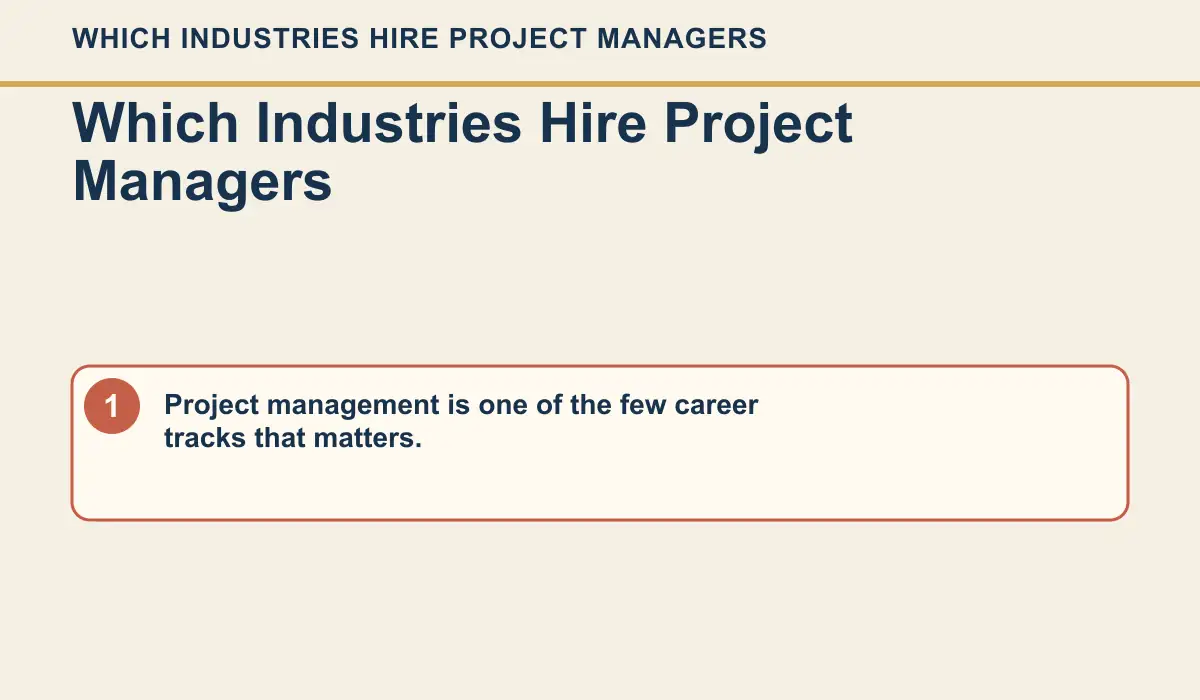 WHICH INDUSTRIES HIRE PROJECT MANAGERS
Which Industries Hire Project
Managers
1
Project management is one of the few career
tracks that matters.